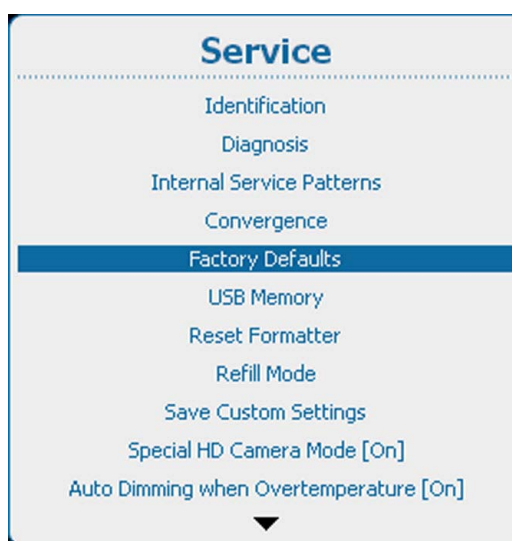 Service
Identification
Diagnosis
Internal Service Patterns
Convergence
Factory Defaults
USB Memory
Reset Formatter
Refill Mode
Save Custom Settings
Special HD Camera Mode [On]
Auto Dimming when Overtemperature [On]